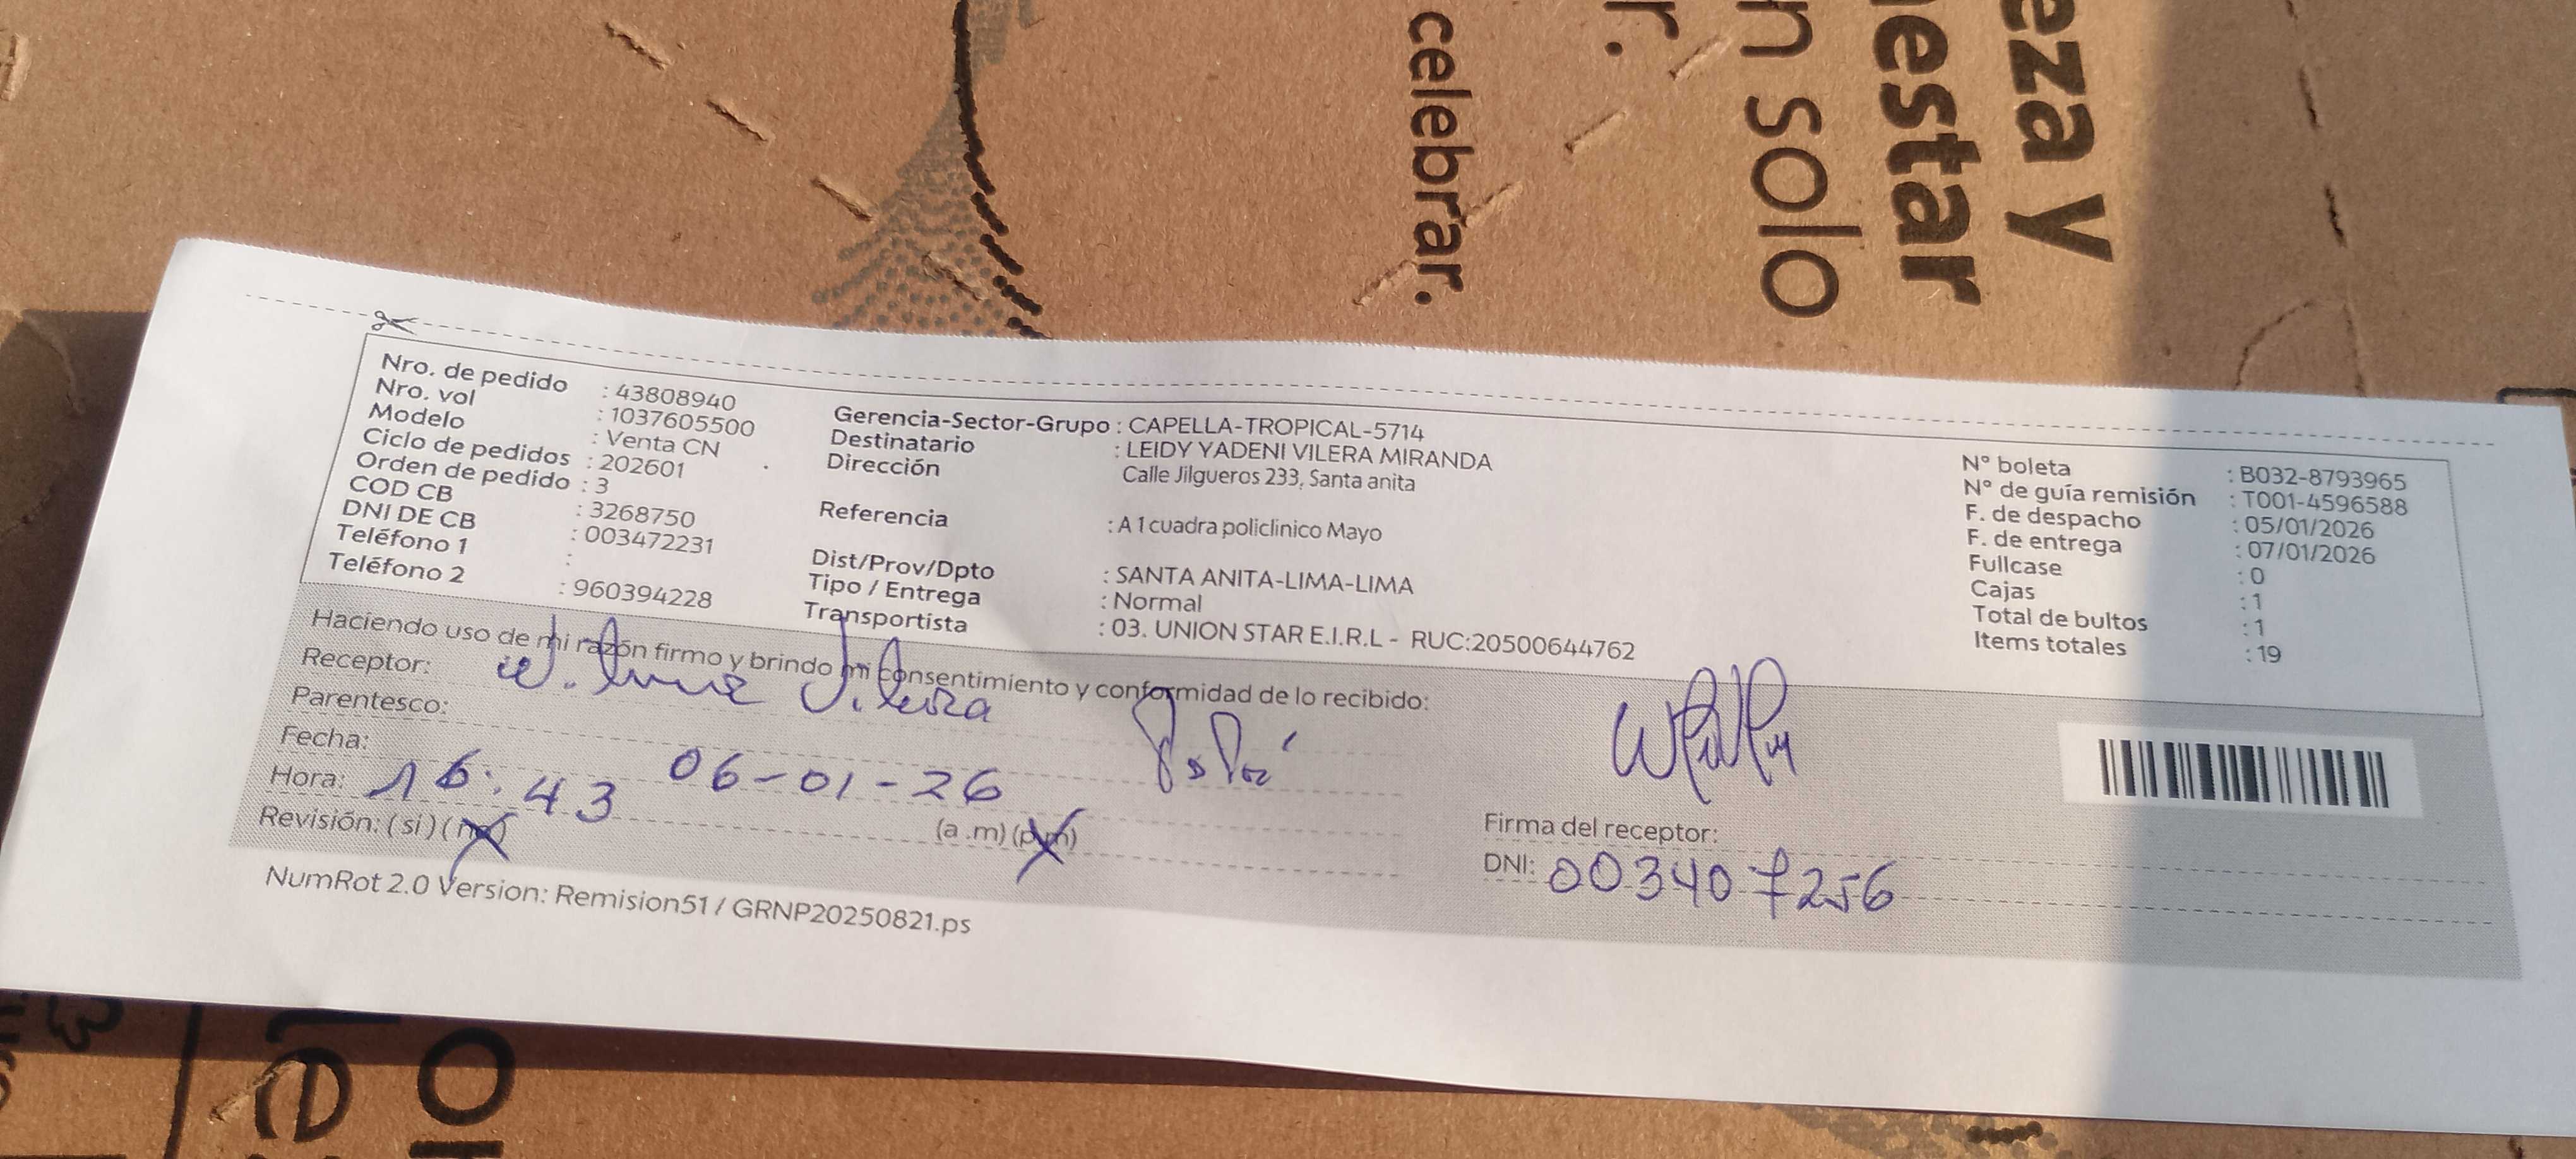 celebrar.
r.
n solo
estar
eza y
Nro. de pedido : 43808940
Nro. vol : 1037605500
Modelo : Venta CN
Ciclo de pedidos : 202601
Orden de pedido : 3
COD CB : 3268750
DNI DE CB : 003472231
Teléfono 1 :
Teléfono 2 : 960394228
Gerencia-Sector-Grupo : CAPELLA-TROPICAL-5714
Destinatario : LEIDY YADENI VILERA MIRANDA
Dirección Calle Jilgueros 233, Santa anita
Referencia : A 1 cuadra policlinico Mayo
Dist/Prov/Dpto : SANTA ANITA-LIMA-LIMA
Tipo / Entrega : Normal
Transportista : 03. UNION STAR E.I.R.L - RUC:20500644762
N° boleta : B032-8793965
N° de guía remisión : T001-4596588
F. de despacho : 05/01/2026
F. de entrega : 07/01/2026
Fullcase : 0
Cajas : 1
Total de bultos : 1
Items totales : 19
Haciendo uso de mi razón firmo y brindo mi consentimiento y conformidad de lo recibido:
Receptor: Vilera
Parentesco:
Fecha: 06-01-26
Hora: 16:43 (a .m) (p.m)
Revisión: (si) (no)
Firma del receptor:
DNI: 003407256
NumRot 2.0 Version: Remision51 / GRNP20250821.ps